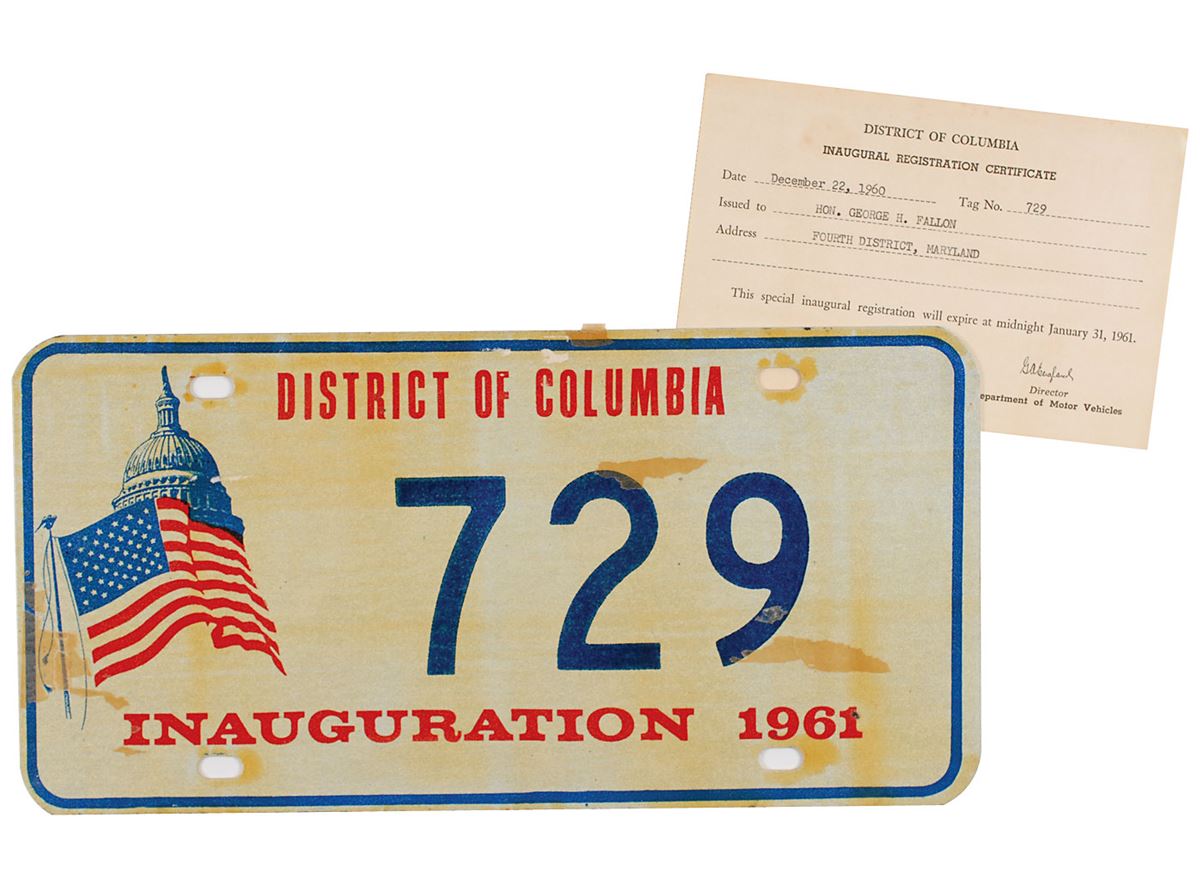 DISTRICT OF COLUMBIA
INAUGURAL REGISTRATION CERTIFICATE
Date December 22, 1960 Tag No. 729
Issued to HON. GEORGE H. FALLON
Address FOURTH DISTRICT, MARYLAND
This special inaugural registration will expire at midnight January 31, 1961.
Director
epartment of Motor Vehicles
DISTRICT OF COLUMBIA
729
INAUGURATION 1961